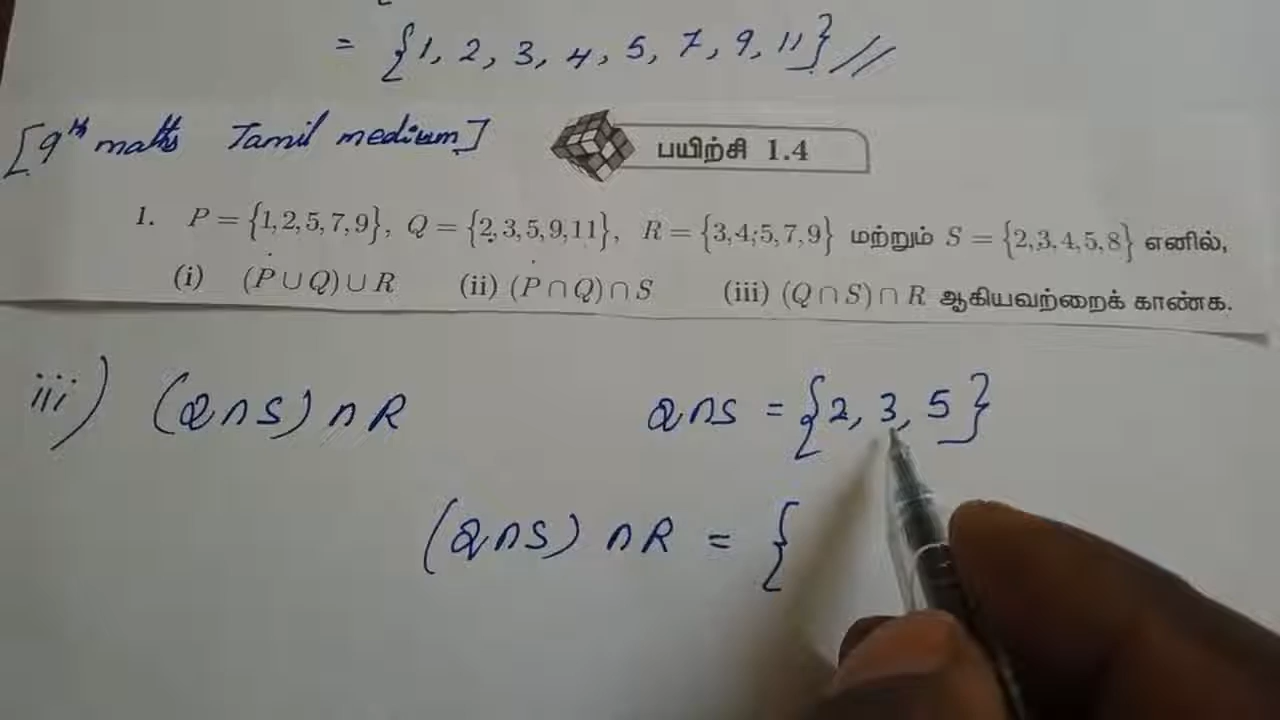 = {1, 2, 3, 4, 5, 7, 9, 11} //
[9th maths Tamil medium]
பயிற்சி 1.4
1. P = {1,2,5,7,9}, Q = {2,3,5,9,11}, R = {3,4,5,7,9} மற்றும் S = {2,3,4,5,8} எனில்,
(i) (P ∪ Q) ∪ R (ii) (P ∩ Q) ∩ S (iii) (Q ∩ S) ∩ R ஆகியவற்றைக் காண்க.
iii) (Q∩S) ∩ R Q∩S = {2, 3, 5}
(Q∩S) ∩ R = {